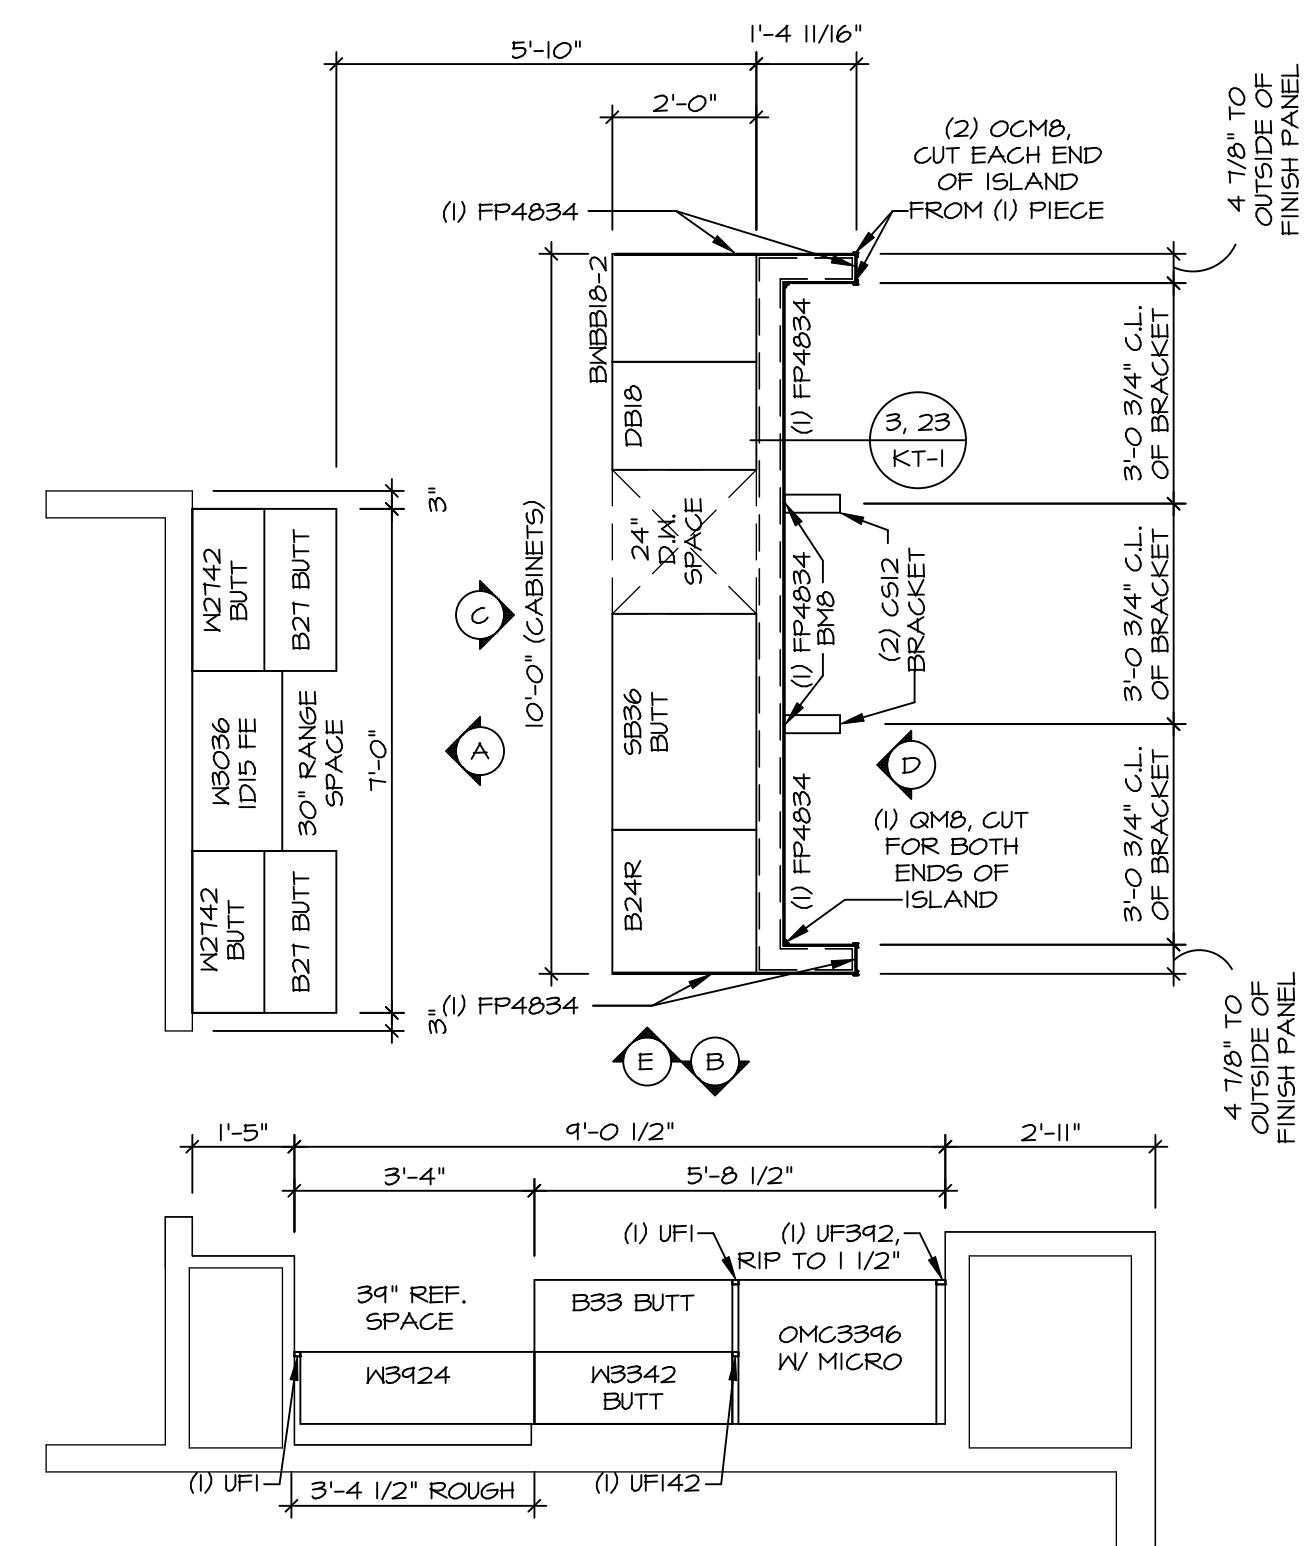 5'-10"
1'-4 11/16"
2'-0"
(2) OCM8,
CUT EACH END
OF ISLAND
FROM (1) PIECE
4 7/8" TO
OUTSIDE OF
FINISH PANEL
(1) FP4834
BWBB18-2
(1) FP4834
3'-0 3/4" C.L.
OF BRACKET
DB18
3, 23
KT-1
3"
24"
D.W.
SPACE
10'-0" (CABINETS)
W2742
BUTT
B27 BUTT
C
(1) FP4834
BM8
(2) CS12
BRACKET
3'-0 3/4" C.L.
OF BRACKET
W3036
1D15 FE
30" RANGE
SPACE
7'-0"
A
SB36
BUTT
D
(1) FP4834
(1) QM8, CUT
FOR BOTH
ENDS OF
ISLAND
3'-0 3/4" C.L.
OF BRACKET
W2742
BUTT
B27 BUTT
B24R
3"
(1) FP4834
4 7/8" TO
OUTSIDE OF
FINISH PANEL
E
B
1'-5"
9'-0 1/2"
2'-11"
3'-4"
5'-8 1/2"
(1) UF1
(1) UF392,
RIP TO 1 1/2"
39" REF.
SPACE
B33 BUTT
OMC3396
W/ MICRO
W3924
W3342
BUTT
(1) UF1
3'-4 1/2" ROUGH
(1) UF142